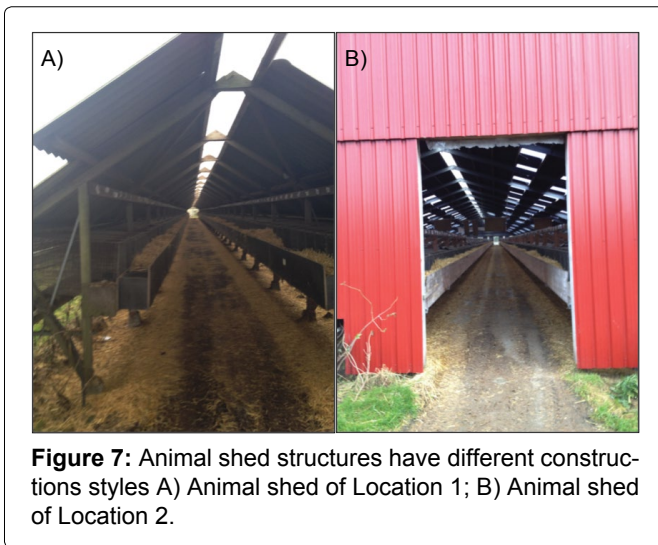 A)
B)
Figure 7: Animal shed structures have different construc-
tions styles A) Animal shed of Location 1; B) Animal shed
of Location 2.